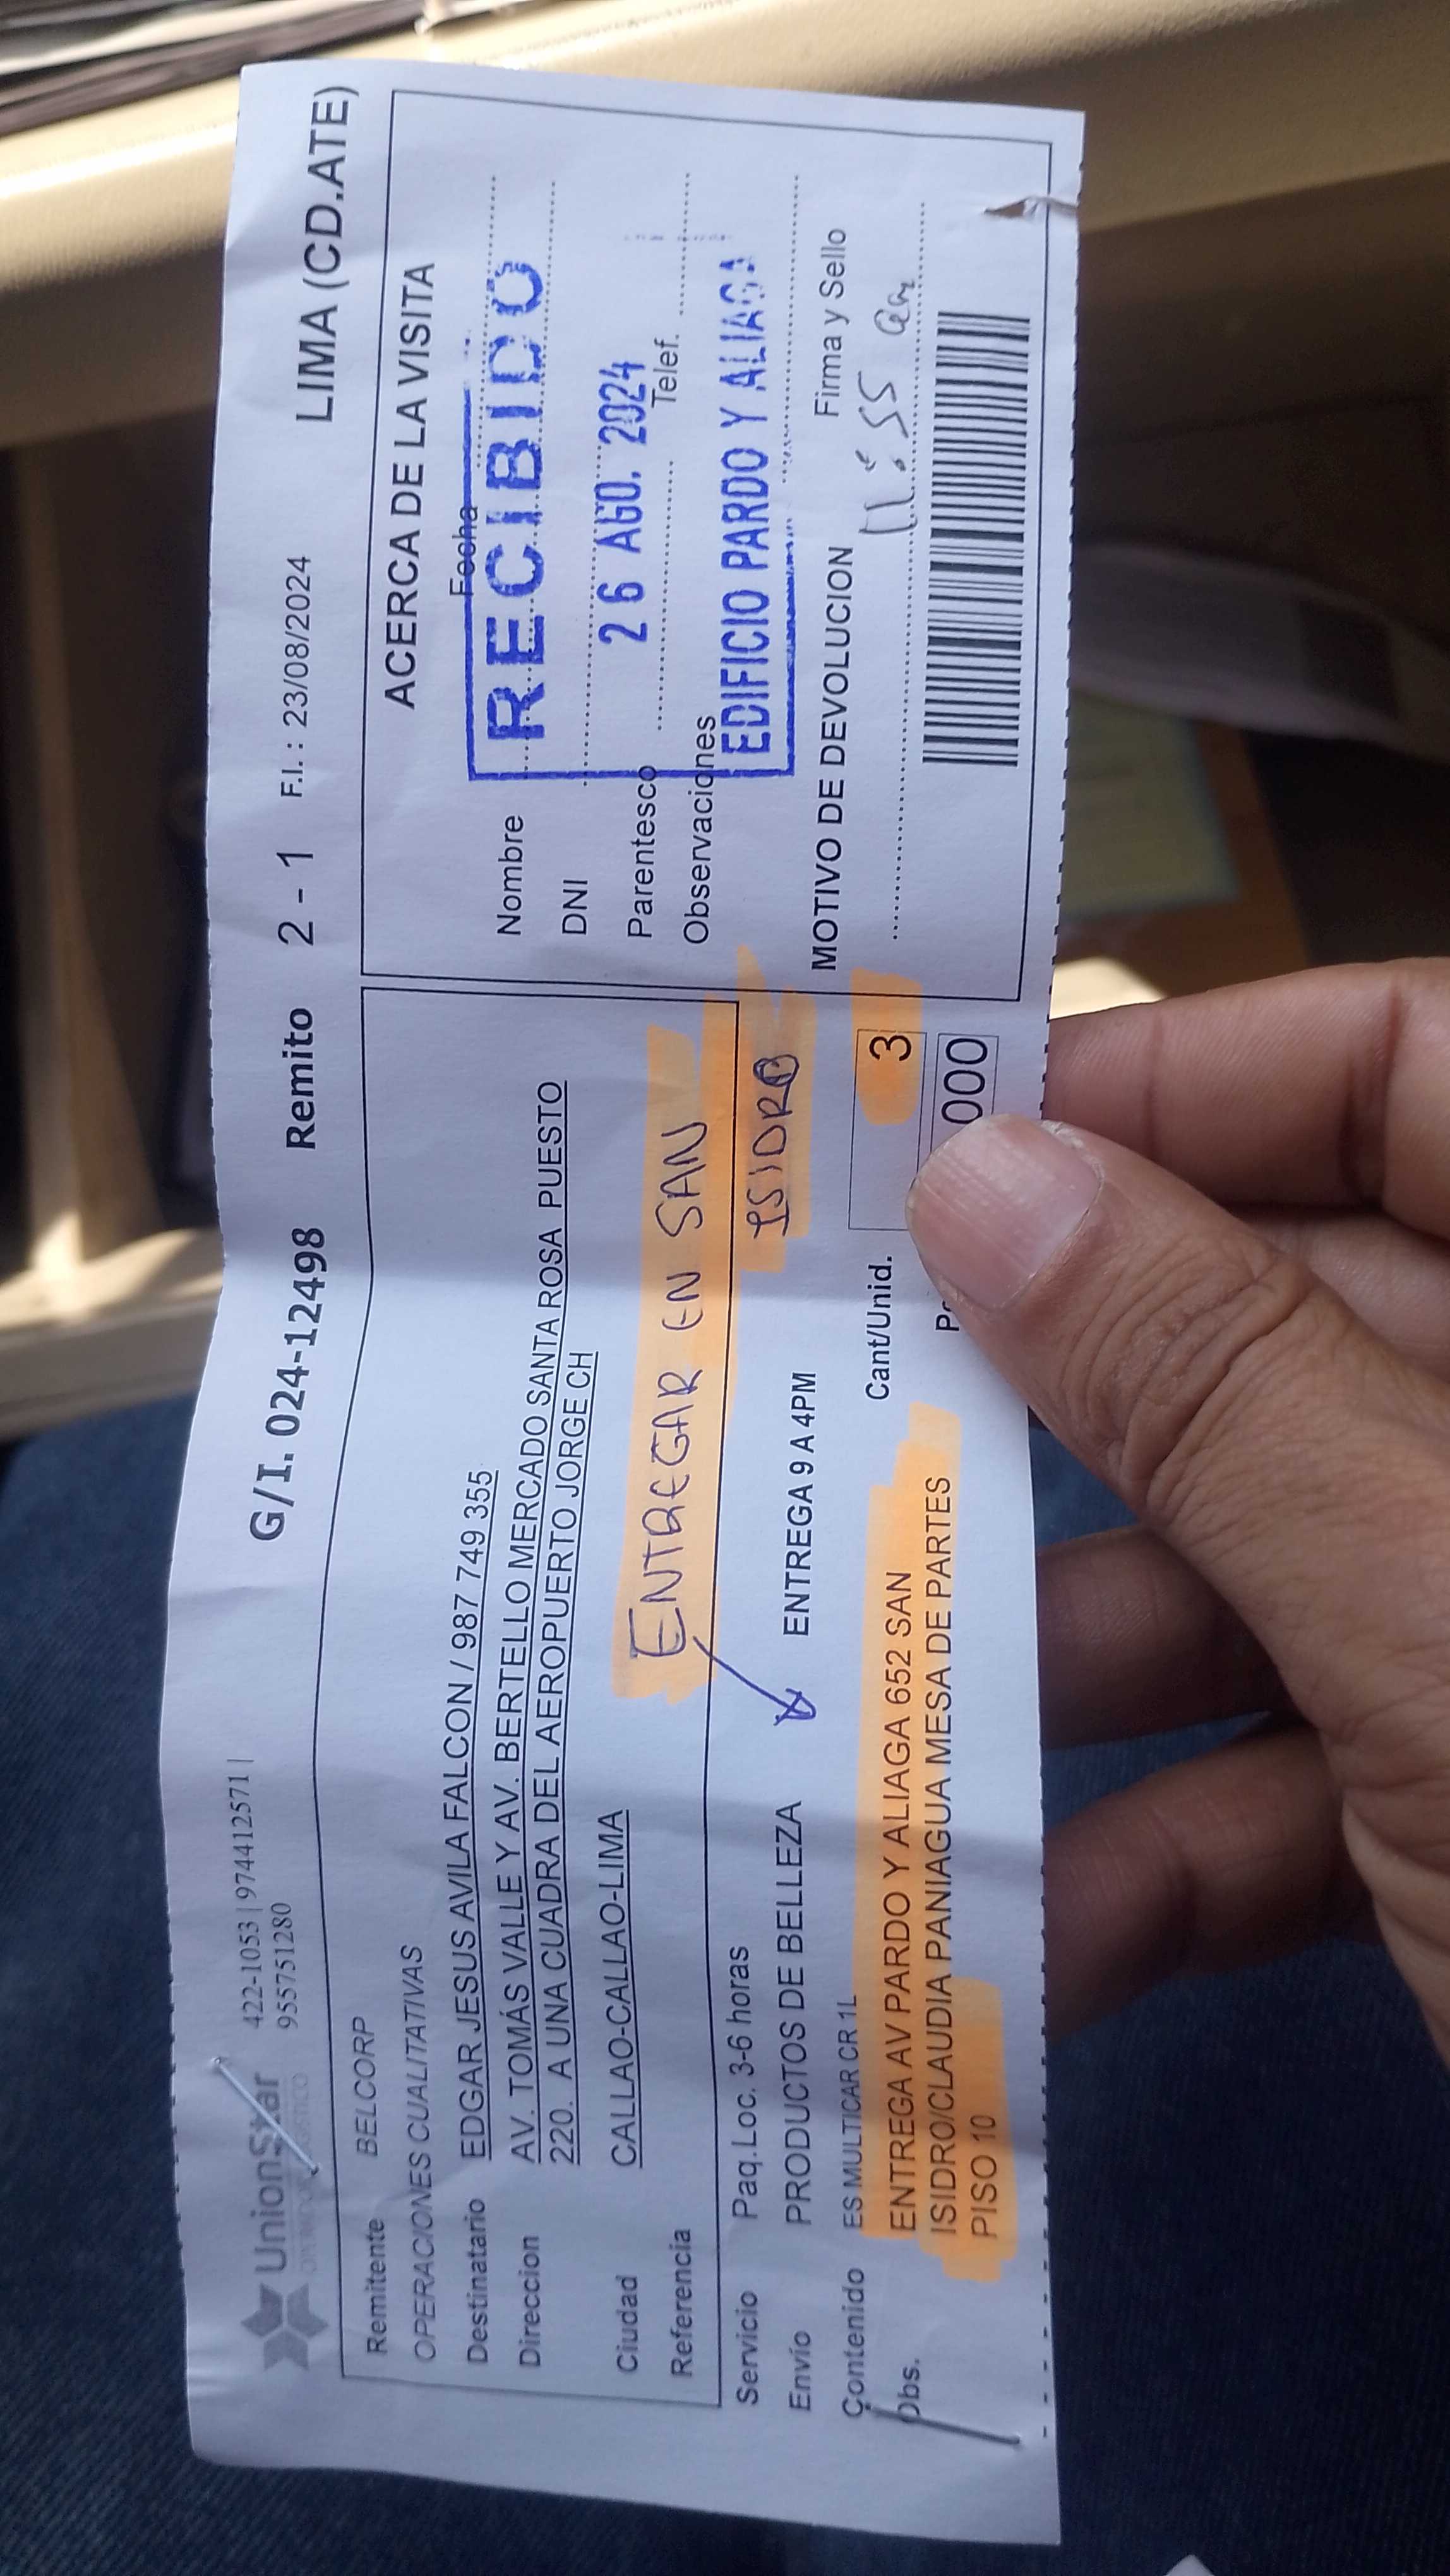 UnionStar
422-1053 | 974412571 |
955751280
G/I. 024-12498 Remito 2 - 1 F.I.: 23/08/2024 LIMA (CD.ATE)
Remitente BELCORP
OPERACIONES CUALITATIVAS
Destinatario EDGAR JESUS AVILA FALCON / 987 749 355
Direccion AV. TOMÁS VALLE Y AV. BERTELLO MERCADO SANTA ROSA PUESTO
220. A UNA CUADRA DEL AEROPUERTO JORGE CH
Ciudad CALLAO-CALLAO-LIMA
Referencia
ENTREGAR EN SAN
ISIDRO
Servicio Paq.Loc. 3-6 horas
Envío PRODUCTOS DE BELLEZA ENTREGA 9 A 4PM
Contenido ES MULTICAR CR 1L
Cant/Unid. 3
Obs. ENTREGA AV PARDO Y ALIAGA 652 SAN
ISIDRO/CLAUDIA PANIAGUA MESA DE PARTES
PISO 10
000
ACERCA DE LA VISITA
Fecha
Nombre
RECIBIDO
DNI
26 AGO. 2024
Parentesco Telef.
Observaciones
EDIFICIO PARDO Y ALIAGA
MOTIVO DE DEVOLUCION Firma y Sello
11:55 am